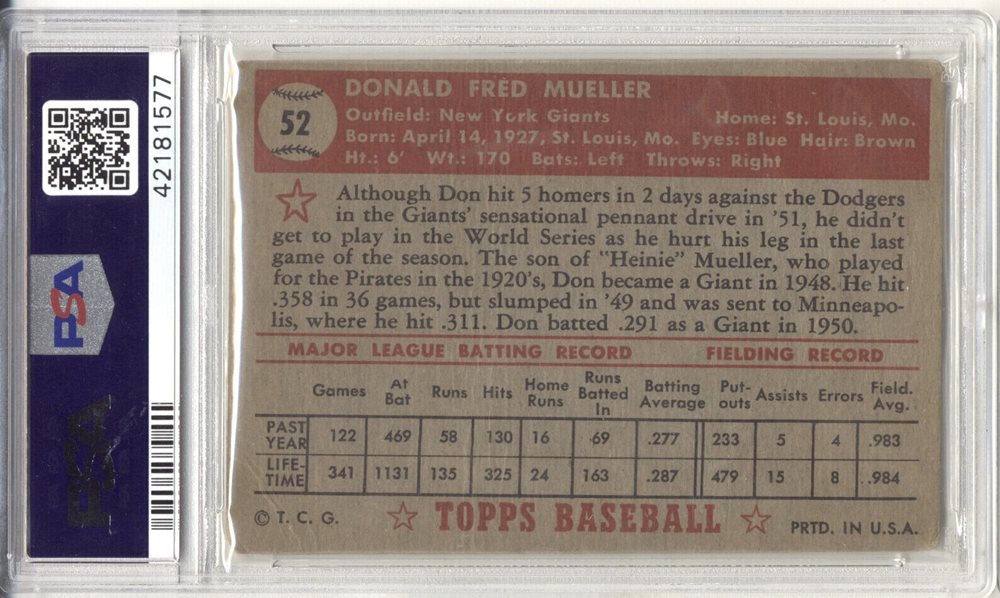 PSA
42181577
PSA
52
DONALD FRED MUELLER
Outfield: New York Giants Home: St. Louis, Mo.
Born: April 14, 1927, St. Louis, Mo. Eyes: Blue Hair: Brown
Ht.: 6' Wt.: 170 Bats: Left Throws: Right
Although Don hit 5 homers in 2 days against the Dodgers
in the Giants' sensational pennant drive in '51, he didn't
get to play in the World Series as he hurt his leg in the last
game of the season. The son of "Heinie" Mueller, who played
for the Pirates in the 1920's, Don became a Giant in 1948. He hit
.358 in 36 games, but slumped in '49 and was sent to Minneapo-
lis, where he hit .311. Don batted .291 as a Giant in 1950.
MAJOR LEAGUE BATTING RECORD FIELDING RECORD
Games At Bat Runs Hits Home Runs Runs Batted In Batting Average Put-outs Assists Errors Field. Avg.
PAST YEAR 122 469 58 130 16 69 .277 233 5 4 .983
LIFE-TIME 341 1131 135 325 24 163 .287 479 15 8 .984
© T. C. G. TOPPS BASEBALL PRTD. IN U.S.A.